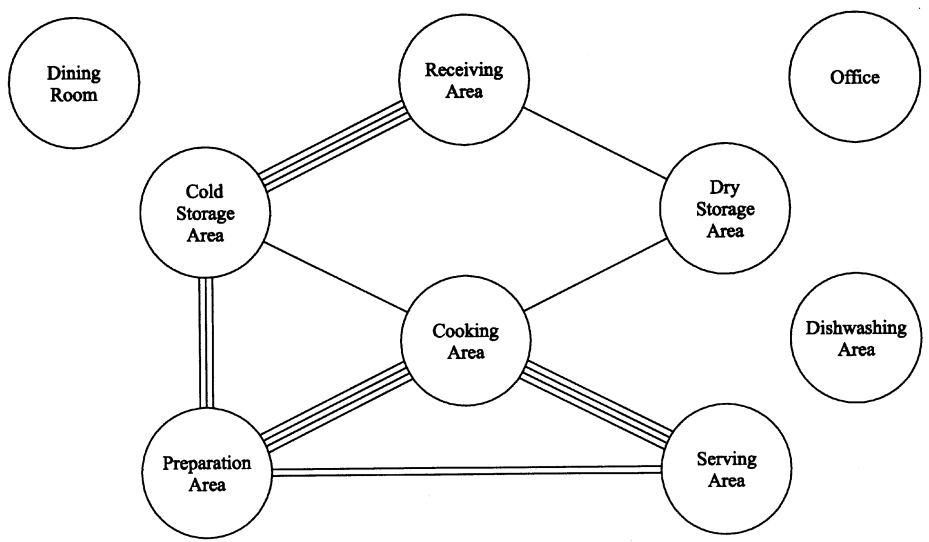 Dining
Room
Receiving
Area
Office
Cold
Storage
Area
Dry
Storage
Area
Cooking
Area
Dishwashing
Area
Preparation
Area
Serving
Area